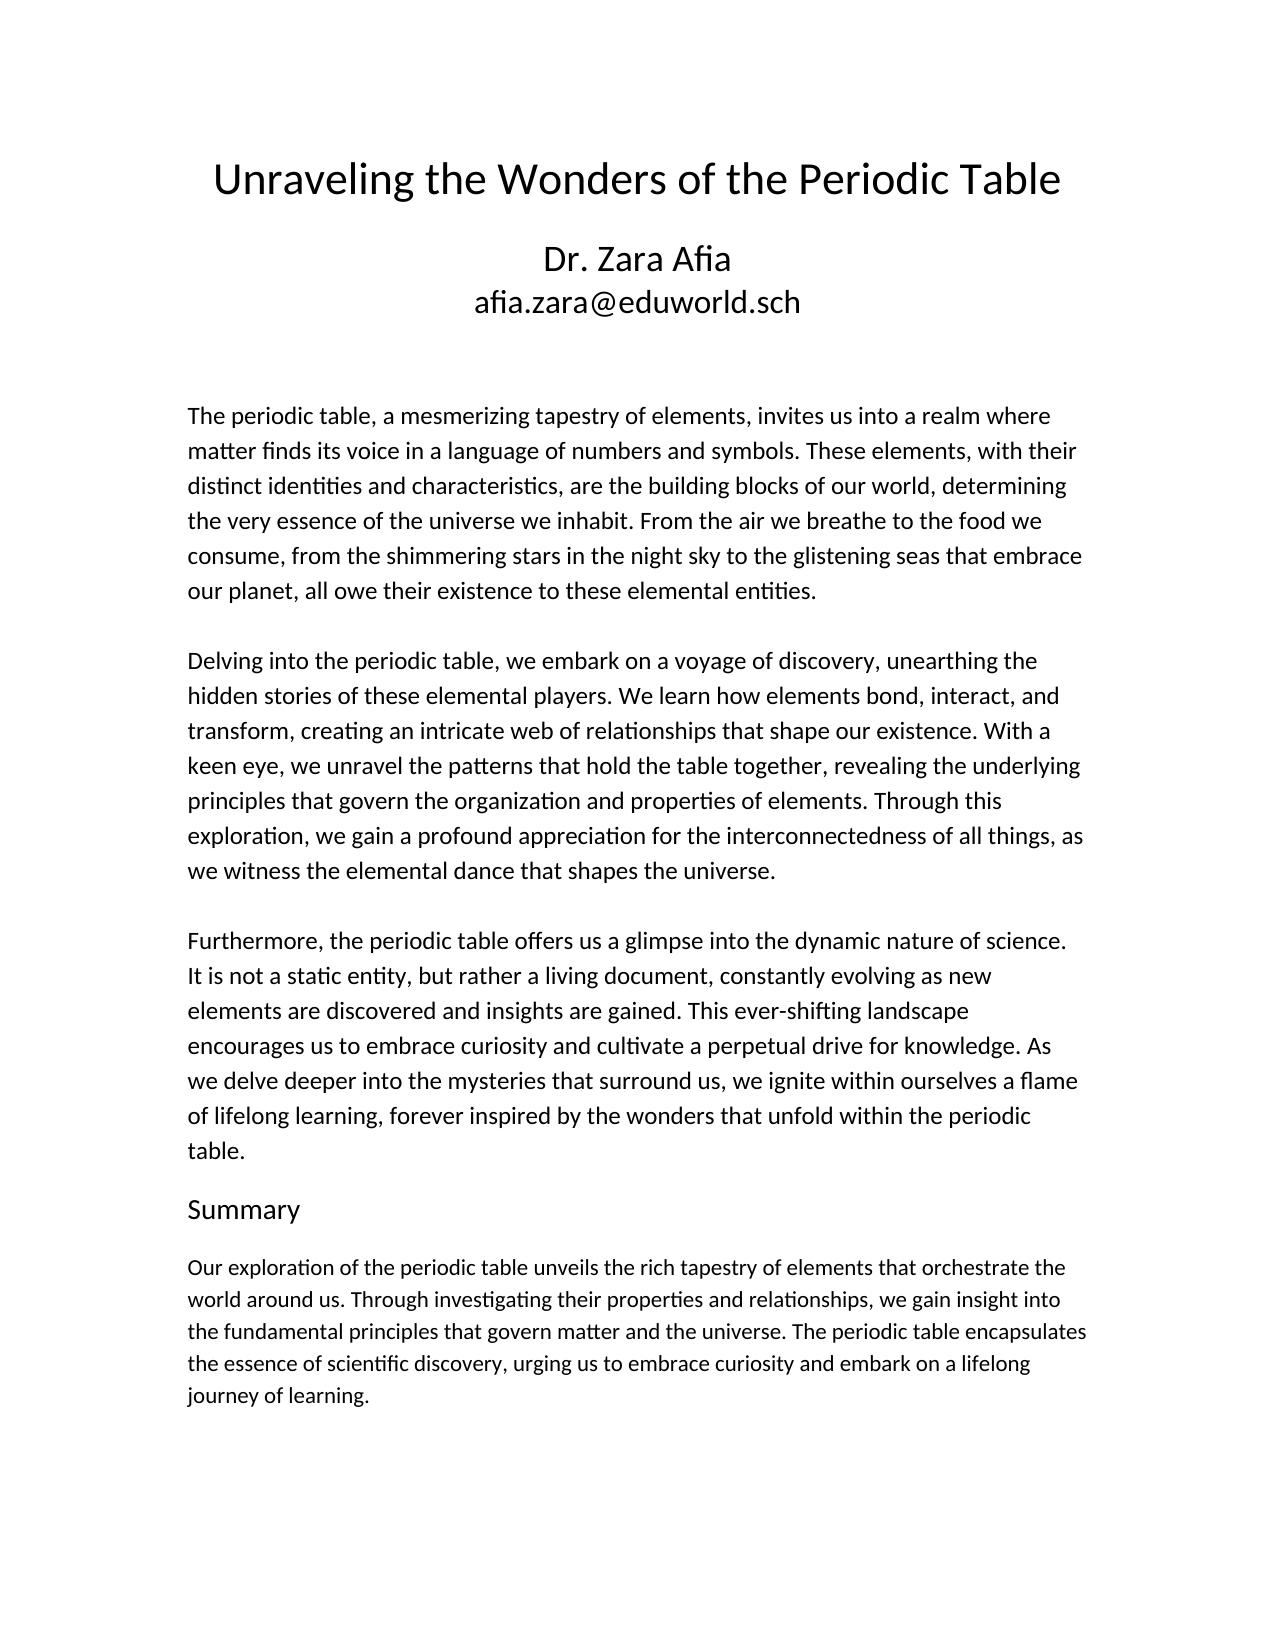 Unraveling the Wonders of the Periodic Table
Dr. Zara Afia
afia.zara@eduworld.sch
The periodic table, a mesmerizing tapestry of elements, invites us into a realm where
matter finds its voice in a language of numbers and symbols. These elements, with their
distinct identities and characteristics, are the building blocks of our world, determining
the very essence of the universe we inhabit. From the air we breathe to the food we
consume, from the shimmering stars in the night sky to the glistening seas that embrace
our planet, all owe their existence to these elemental entities.
Delving into the periodic table, we embark on a voyage of discovery, unearthing the
hidden stories of these elemental players. We learn how elements bond, interact, and
transform, creating an intricate web of relationships that shape our existence. With a
keen eye, we unravel the patterns that hold the table together, revealing the underlying
principles that govern the organization and properties of elements. Through this
exploration, we gain a profound appreciation for the interconnectedness of all things, as
we witness the elemental dance that shapes the universe.
Furthermore, the periodic table offers us a glimpse into the dynamic nature of science.
It is not a static entity, but rather a living document, constantly evolving as new
elements are discovered and insights are gained. This ever-shifting landscape
encourages us to embrace curiosity and cultivate a perpetual drive for knowledge. As
we delve deeper into the mysteries that surround us, we ignite within ourselves a flame
of lifelong learning, forever inspired by the wonders that unfold within the periodic
table.
Summary
Our exploration of the periodic table unveils the rich tapestry of elements that orchestrate the
world around us. Through investigating their properties and relationships, we gain insight into
the fundamental principles that govern matter and the universe. The periodic table encapsulates
the essence of scientific discovery, urging us to embrace curiosity and embark on a lifelong
journey of learning.